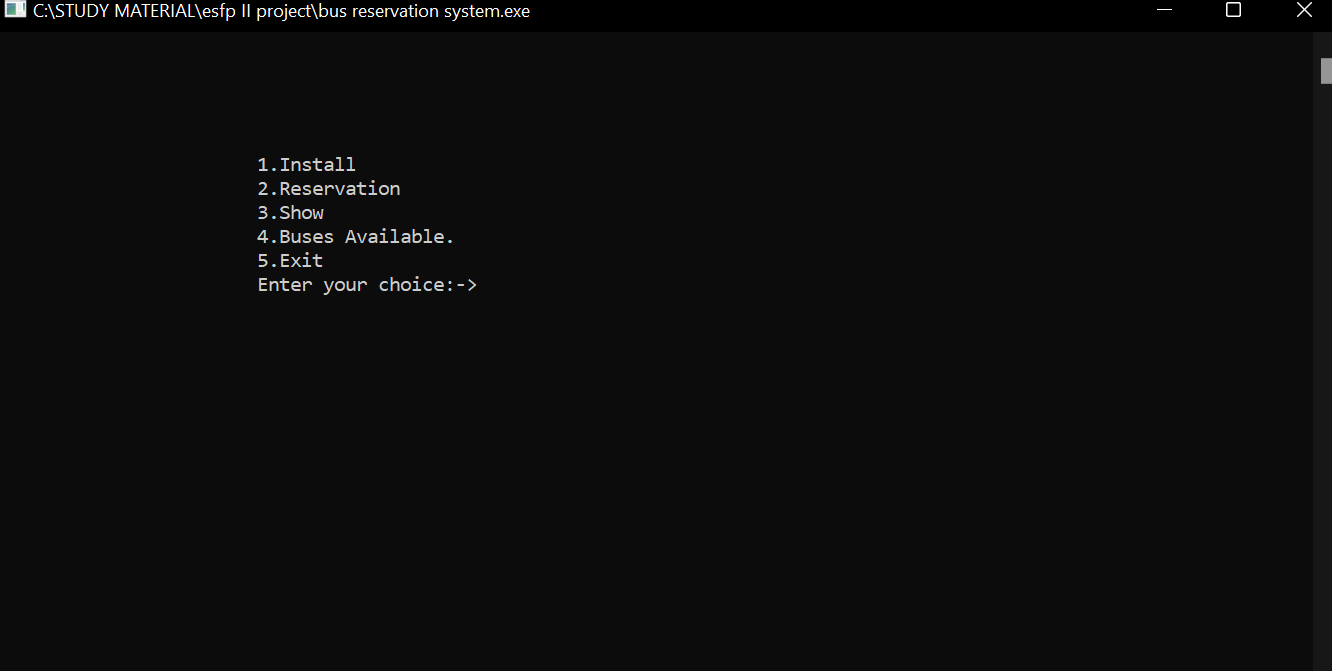 C:\STUDY MATERIAL\esfp II project\bus reservation system.exe
1.Install
2.Reservation
3.Show
4.Buses Available.
5.Exit
Enter your choice:->